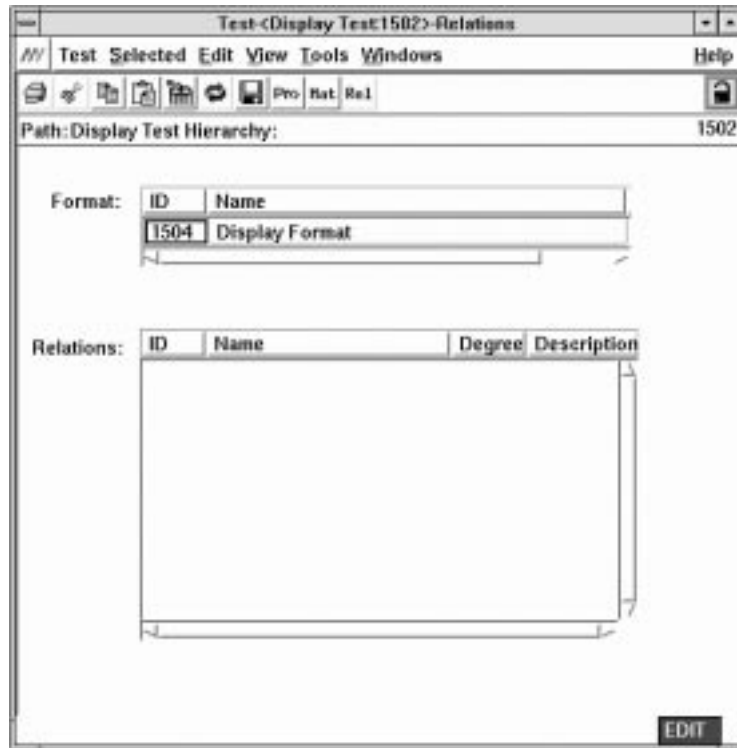 Test-<Display Test:1502>-Relations
Test Selected Edit View Tools Windows Help
Pro Mat Rel
Path:Display Test Hierarchy: 1502
Format: ID Name
1504 Display Format
Relations: ID Name Degree Description
EDIT